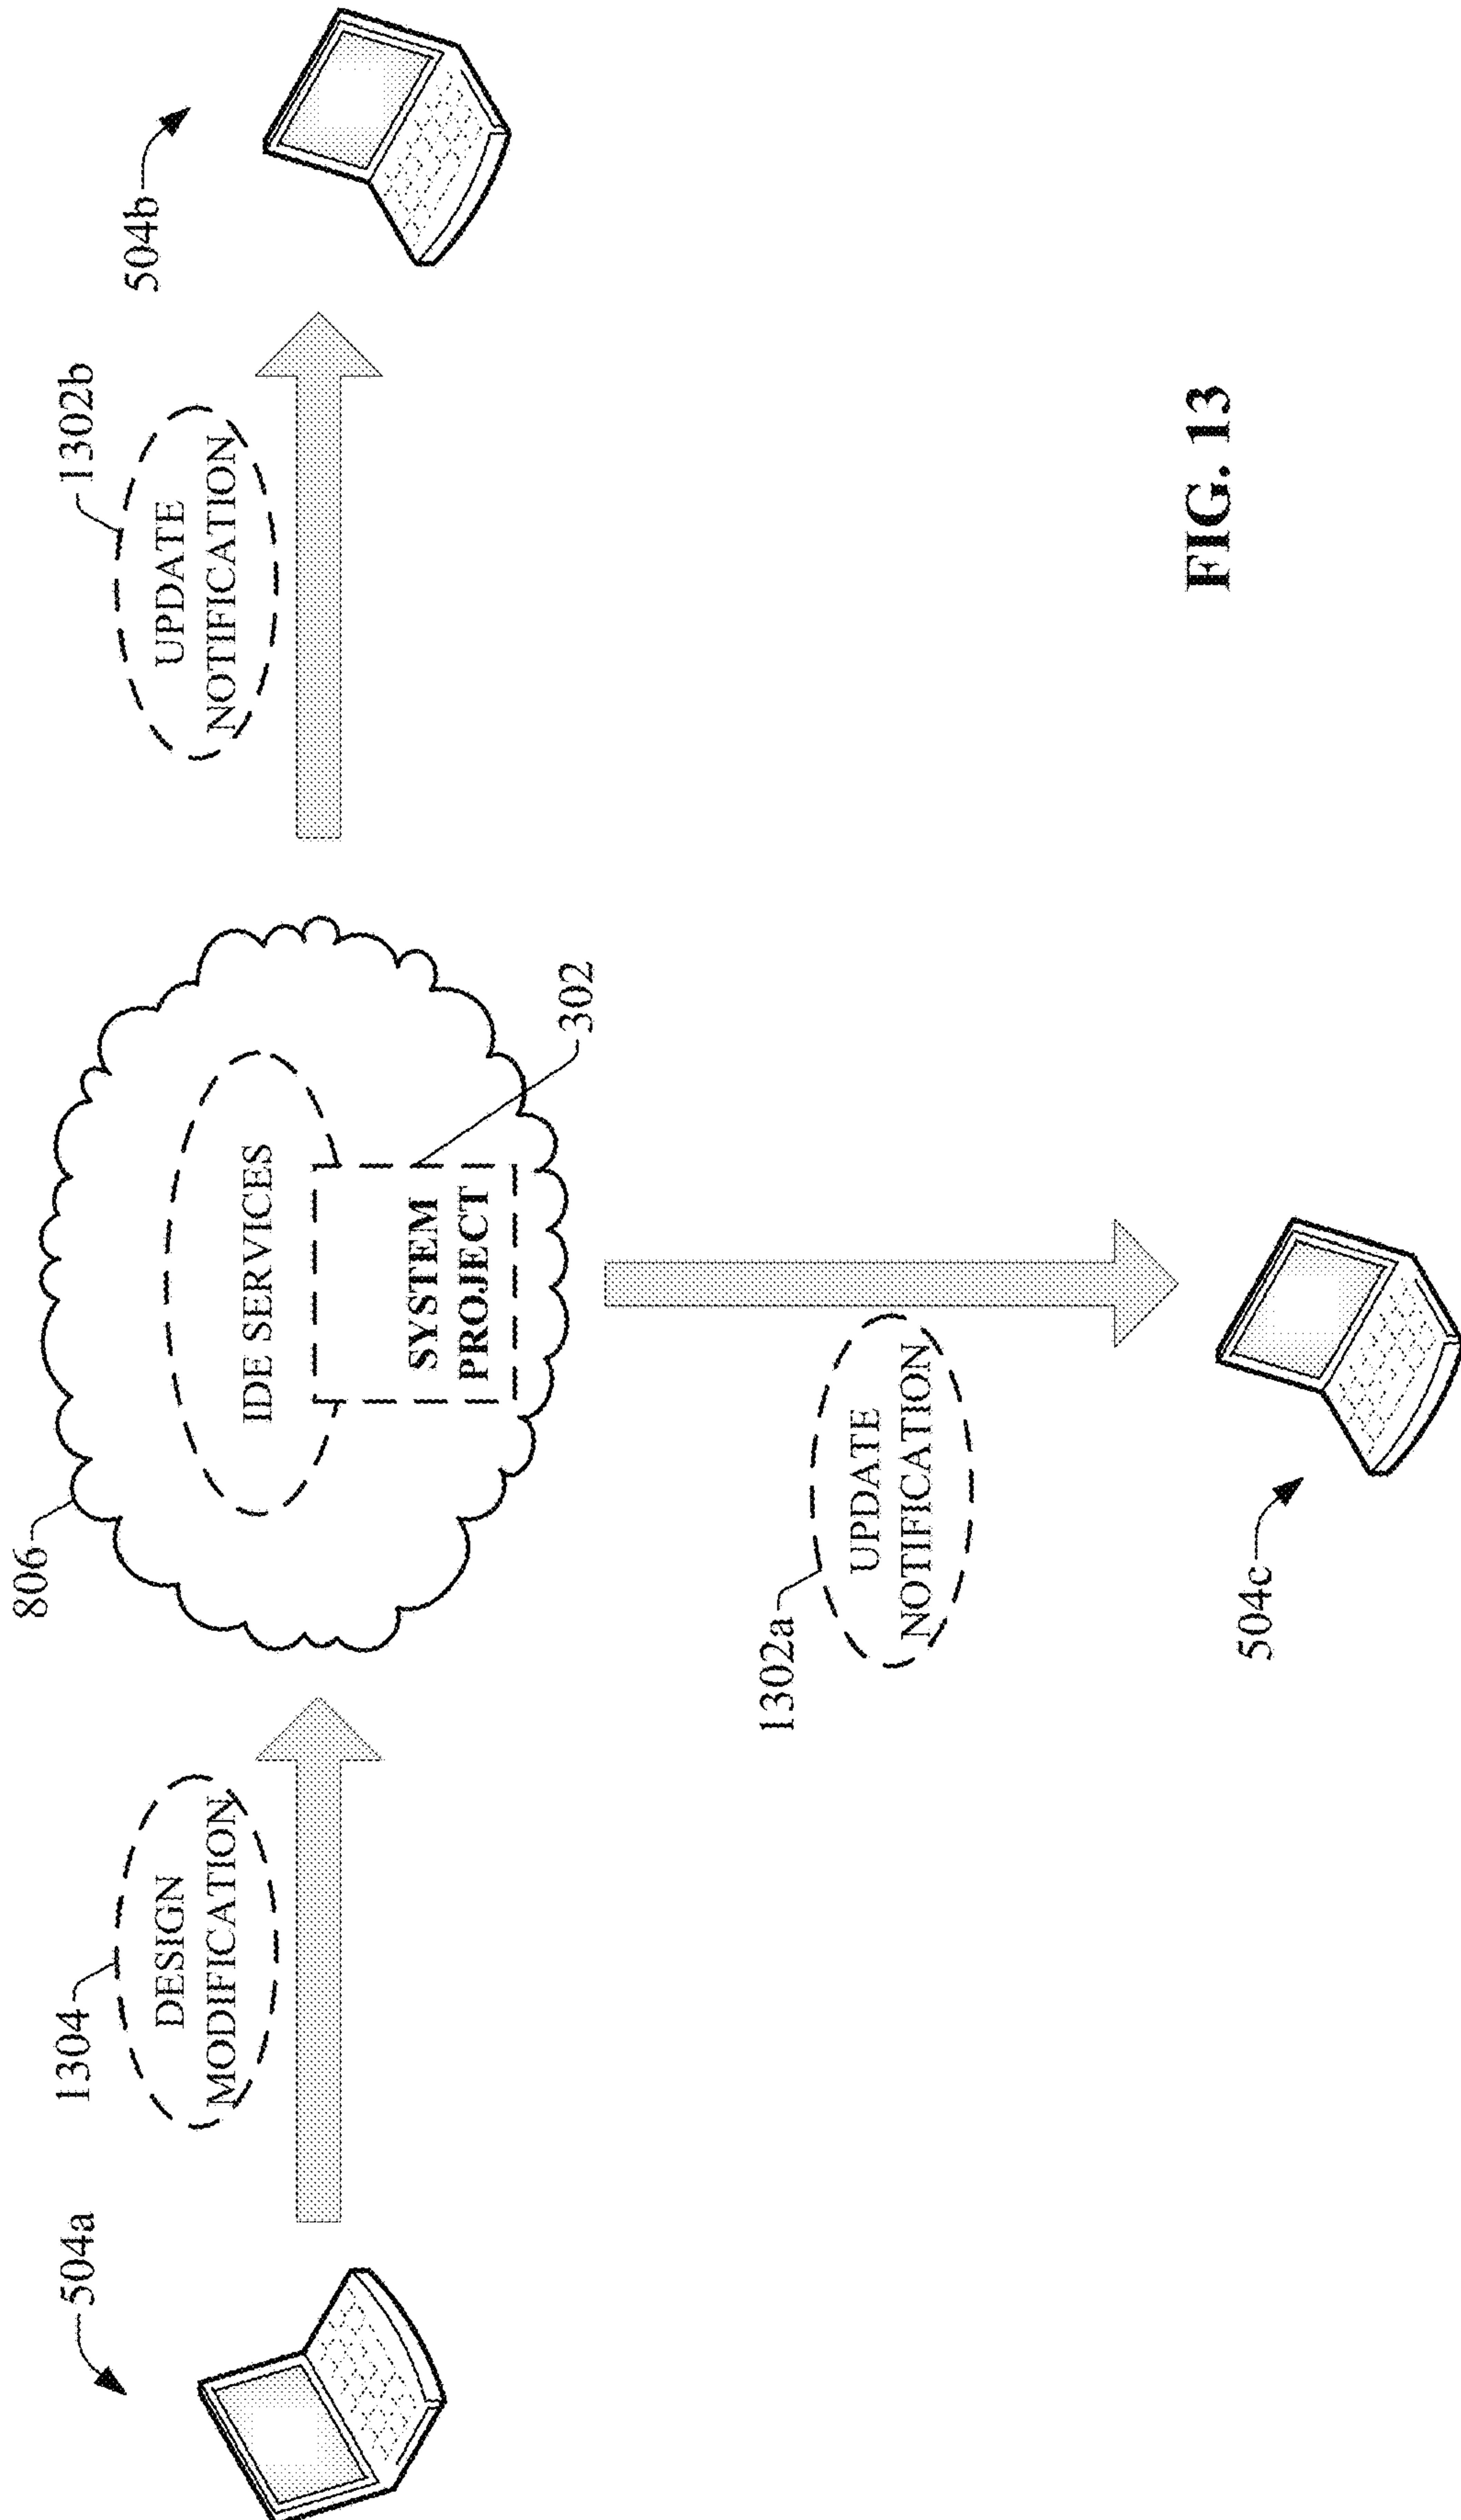 504a
1304
DESIGN
MODIFICATION
806
IDE SERVICES
SYSTEM
PROJECT
302
1302b
UPDATE
NOTIFICATION
504b
1302a
UPDATE
NOTIFICATION
504c
FIG. 13